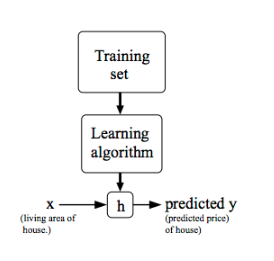 Training
set
Learning
algorithm
x
h
predicted y
(living area of
house.)
(predicted price)
of house)